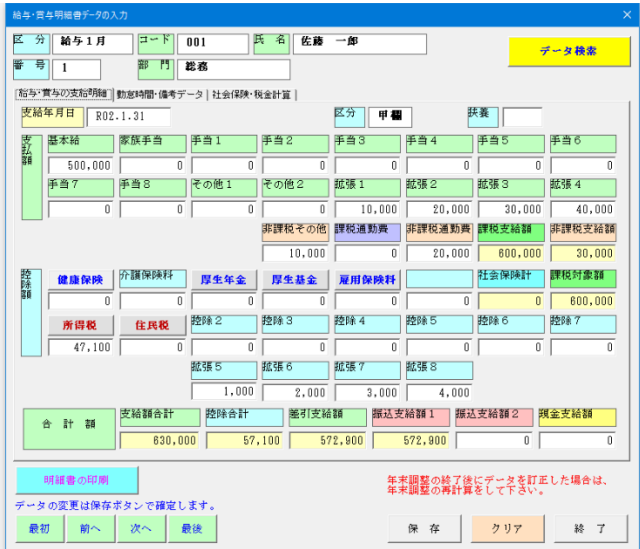 給与・賞与明細書データの入力
区 分 給与1月 コード 001 氏 名 佐藤 一郎
データ検索
番 号 1 部 門 総務
給与・賞与の支給明細 勤怠時間・備考データ 社会保険・税金計算
支給年月日 R02.1.31 区分 甲欄 扶養
支払額 基本給 家族手当 手当1 手当2 手当3 手当4 手当5 手当6
500,000 0 0 0 0 0 0 0
手当7 手当8 その他1 その他2 拡張1 拡張2 拡張3 拡張4
0 0 0 0 10,000 20,000 30,000 40,000
非課税その他 課税通勤費 非課税通勤費 課税支給額 非課税支給額
10,000 0 20,000 600,000 30,000
控除額 健康保険 介護保険料 厚生年金 厚生基金 雇用保険料 社会保険計 課税対象額
0 0 0 0 0 0 0 600,000
所得税 住民税 控除2 控除3 控除4 控除5 控除6 控除7
47,100 0 0 0 0 0 0 0
拡張5 拡張6 拡張7 拡張8
1,000 2,000 3,000 4,000
合 計 額 支給額合計 控除合計 差引支給額 振込支給額1 振込支給額2 現金支給額
630,000 57,100 572,900 572,900 0 0
明細書の印刷
年末調整の終了後にデータを訂正した場合は、
年末調整の再計算をして下さい。
データの変更は保存ボタンで確定します。
最初 前へ 次へ 最後 保 存 クリア 終 了